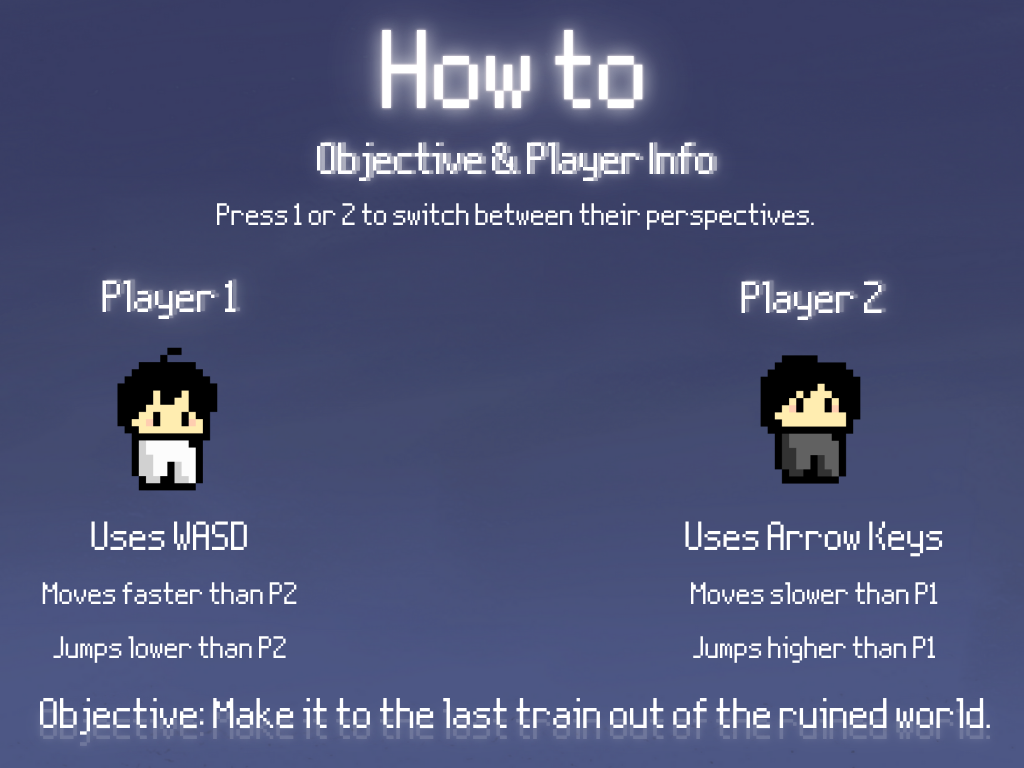 How to
Objective & Player Info
Press 1 or 2 to switch between their perspectives.
Player 1
Player 2
Uses WASD
Uses Arrow Keys
Moves faster than P2
Moves slower than P1
Jumps lower than P2
Jumps higher than P1
Objective: Make it to the last train out of the ruined world.